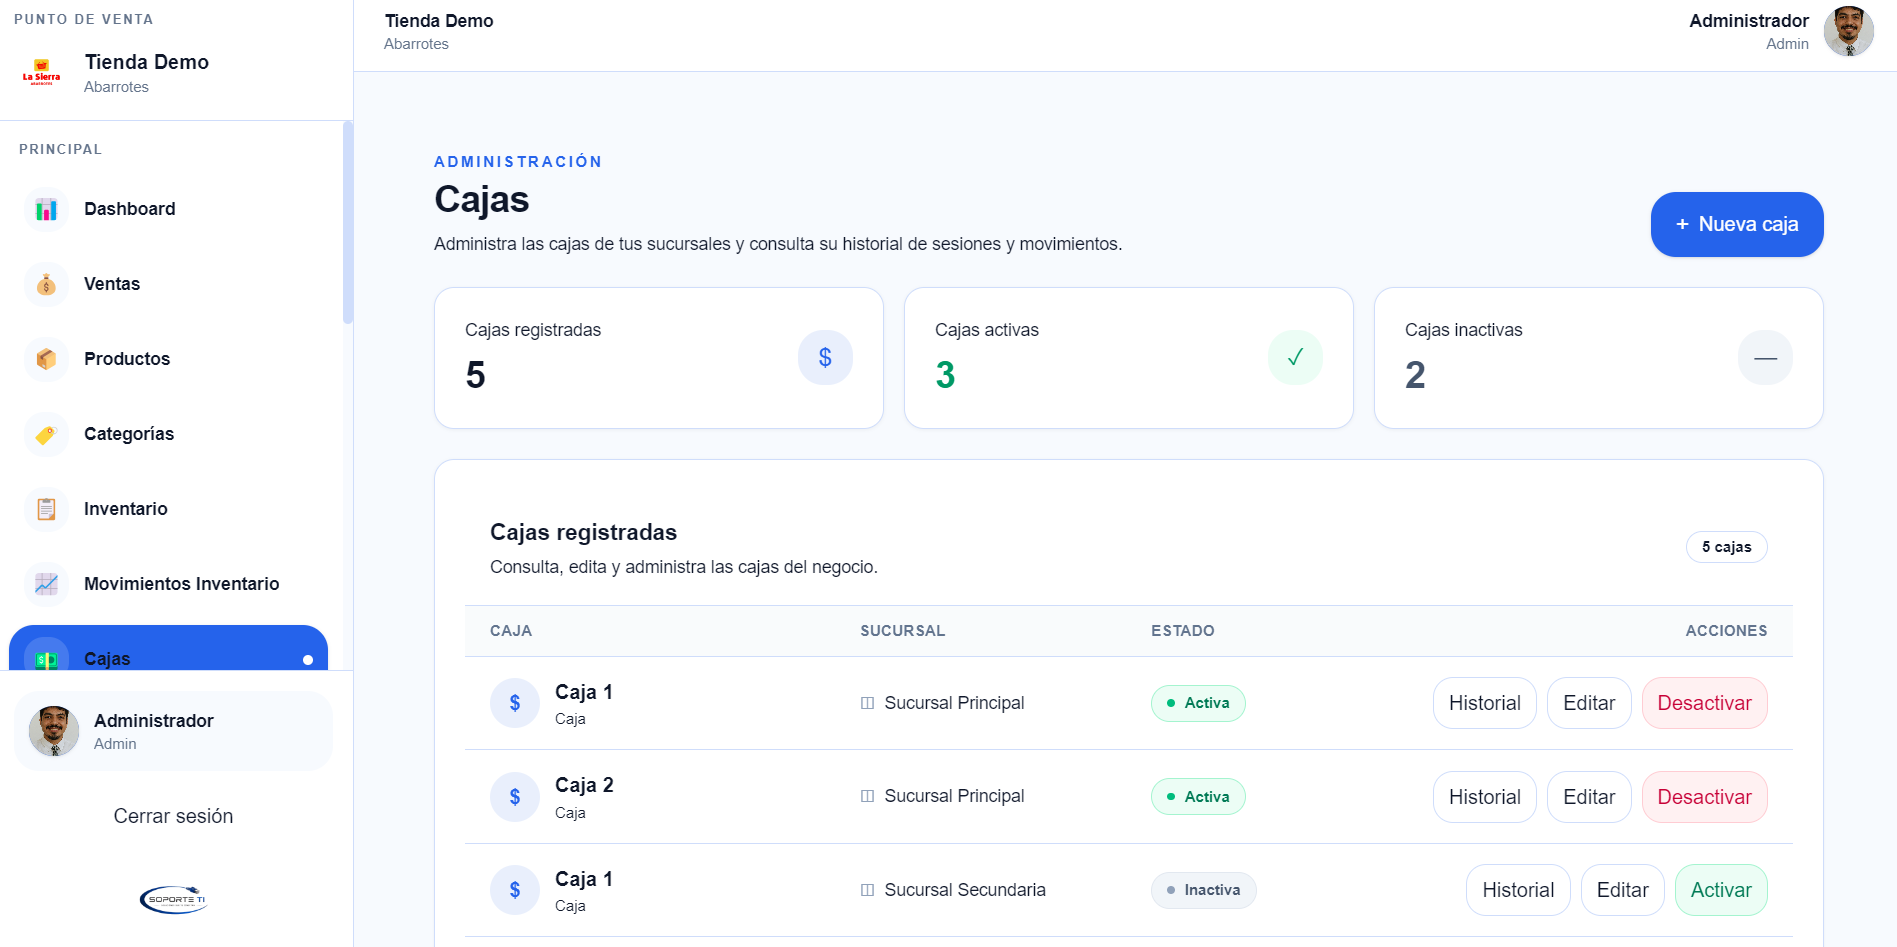 PUNTO DE VENTA
La Sierra
ABARROTES
Tienda Demo
Abarrotes
PRINCIPAL
Dashboard
Ventas
Productos
Categorías
Inventario
Movimientos Inventario
Cajas
Administrador
Admin
Cerrar sesión
SOPORTE TI
Tienda Demo
Abarrotes
Administrador
Admin
ADMINISTRACIÓN
Cajas
Administra las cajas de tus sucursales y consulta su historial de sesiones y movimientos.
+ Nueva caja
Cajas registradas
5
$
Cajas activas
3
✓
Cajas inactivas
2
—
Cajas registradas
Consulta, edita y administra las cajas del negocio.
5 cajas
CAJA SUCURSAL ESTADO ACCIONES
$ Caja 1 Sucursal Principal Activa Historial Editar Desactivar
Caja
$ Caja 2 Sucursal Principal Activa Historial Editar Desactivar
Caja
$ Caja 1 Sucursal Secundaria Inactiva Historial Editar Activar
Caja